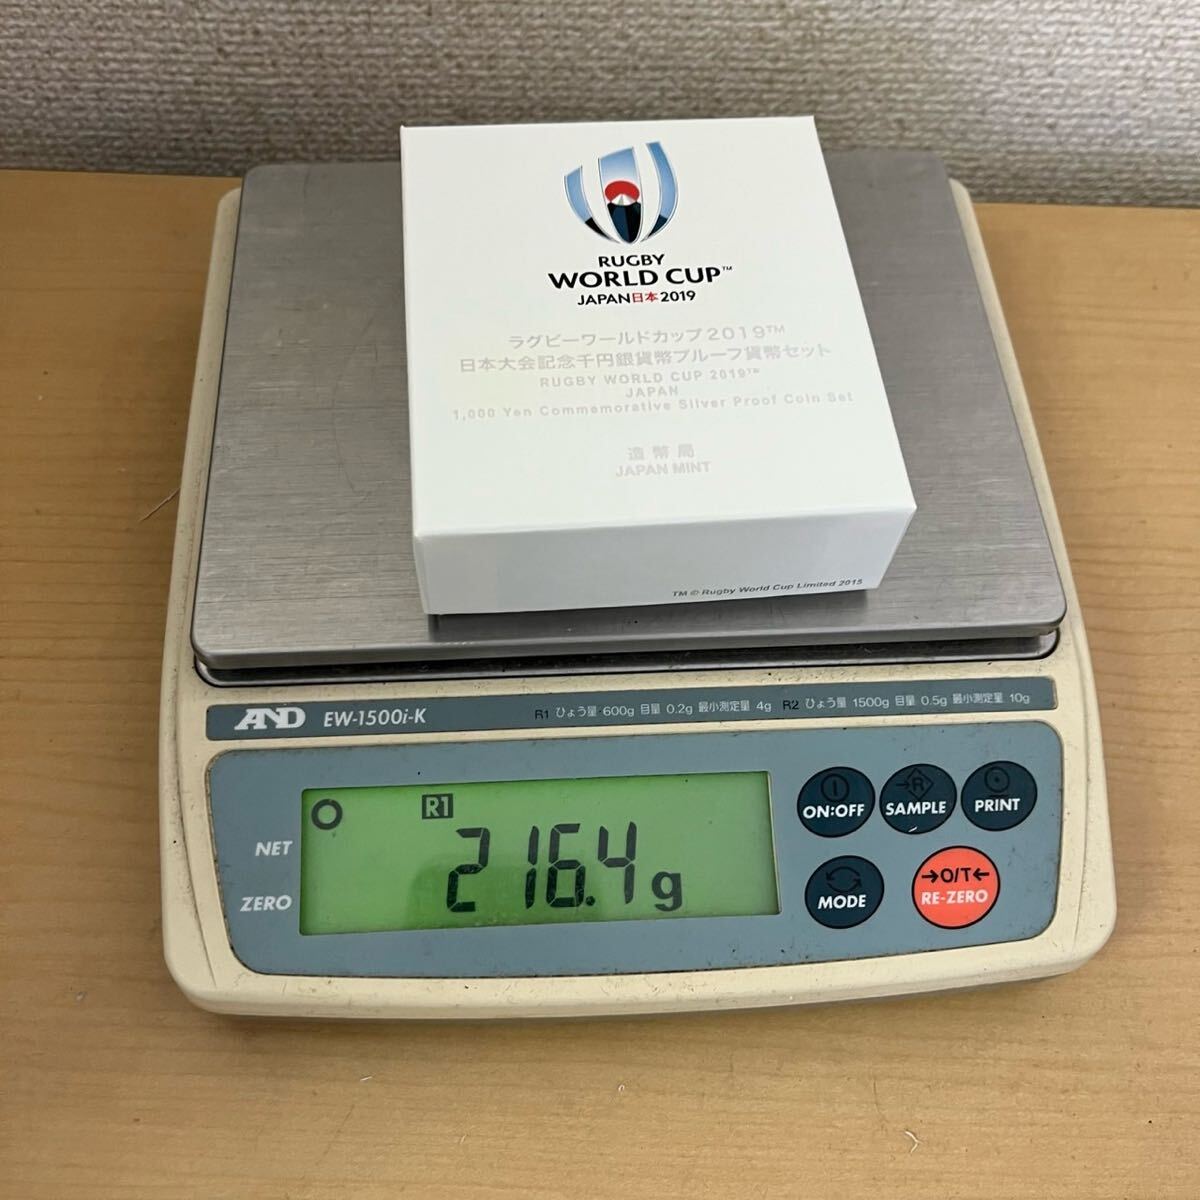 RUGBY
WORLD CUP™
JAPAN日本2019
ラグビーワールドカップ2019™
日本大会記念千円銀貨幣プルーフ貨幣セット
RUGBY WORLD CUP 2019™
JAPAN
1,000 Yen Commemorative Silver Proof Coin Set
造幣局
JAPAN MINT
TM © Rugby World Cup Limited 2015
AND EW-1500i-K R1 ひょう量 600g 目量 0.2g 最小測定量 4g R2 ひょう量 1500g 目量 0.5g 最小測定量 10g
NET
ZERO
R1
216.4 g
ON:OFF
→R
SAMPLE
PRINT
MODE
→O/T←
RE-ZERO